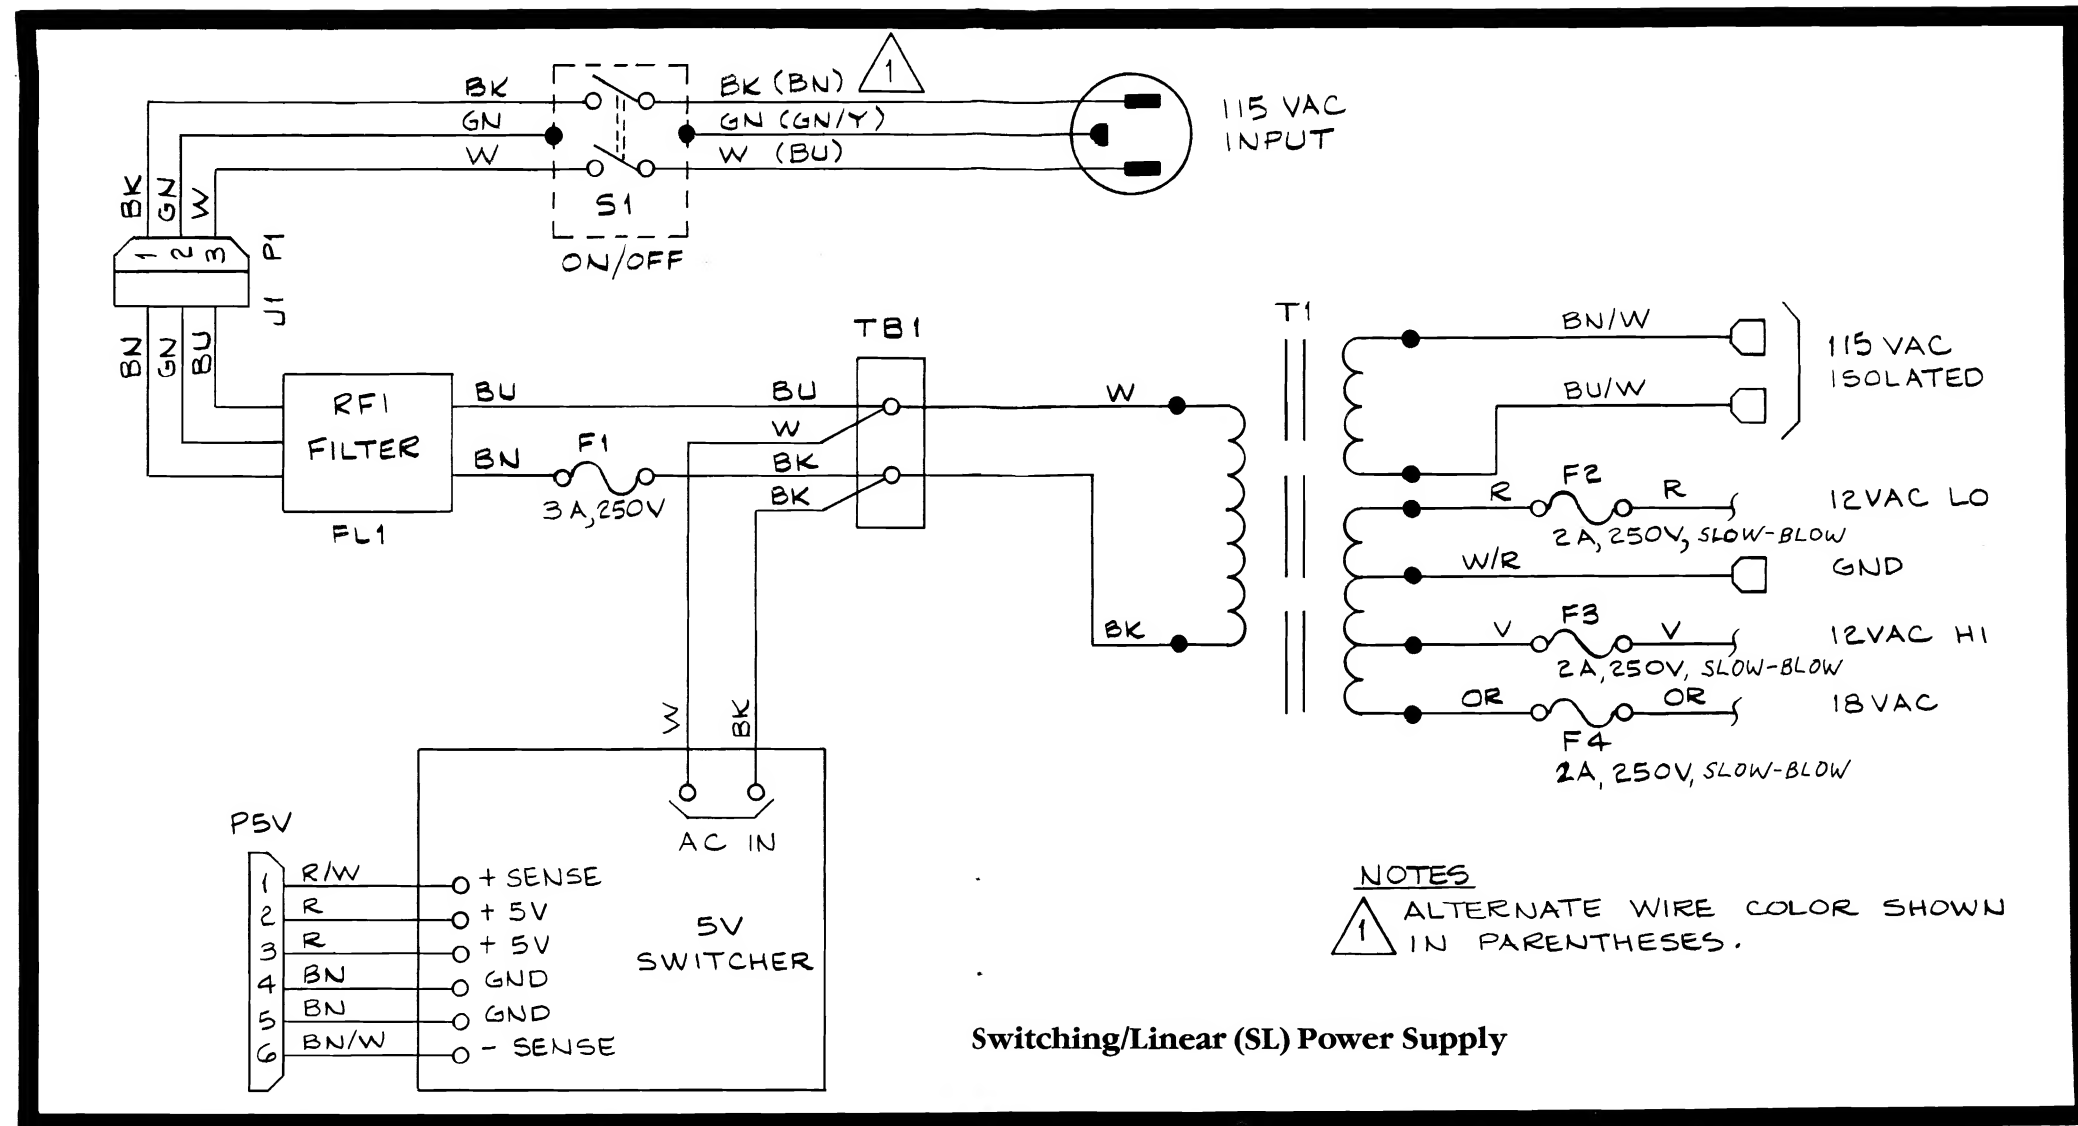 BK
BK (BN)
1
GN
GN (GN/Y)
W
W (BU)
115 VAC
INPUT
S1
ON/OFF
BK
GN
W
1
2
3
P1
J1
BN
GN
BU
RFI
FILTER
FL1
BU
BN
F1
3A, 250V
TB1
BU
W
BK
BK
W
BK
T1
BN/W
BU/W
115 VAC
ISOLATED
R
F2
R
12VAC LO
2A, 250V, SLOW-BLOW
W/R
GND
V
F3
V
12VAC HI
2A, 250V, SLOW-BLOW
OR
OR
18VAC
F4
2A, 250V, SLOW-BLOW
W
BK
AC IN
5V
SWITCHER
P5V
1 R/W + SENSE
2 R + 5V
3 R + 5V
4 BN GND
5 BN GND
6 BN/W - SENSE
NOTES
1 ALTERNATE WIRE COLOR SHOWN
IN PARENTHESES.
Switching/Linear (SL) Power Supply